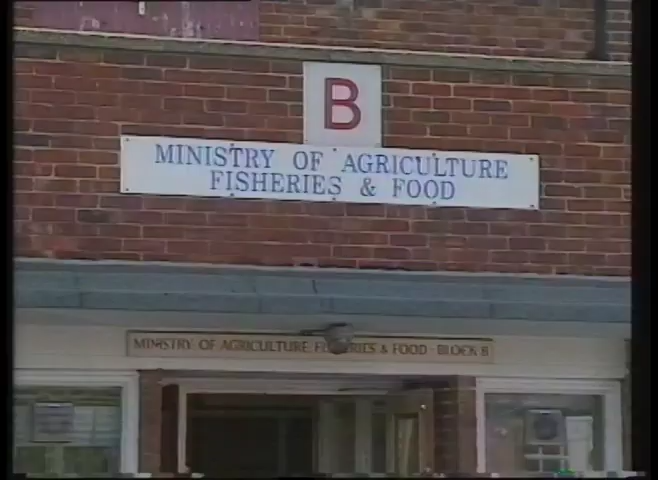 B
MINISTRY OF AGRICULTURE
FISHERIES & FOOD
MINISTRY OF AGRICULTURE FISHERIES & FOOD - BLOCK B